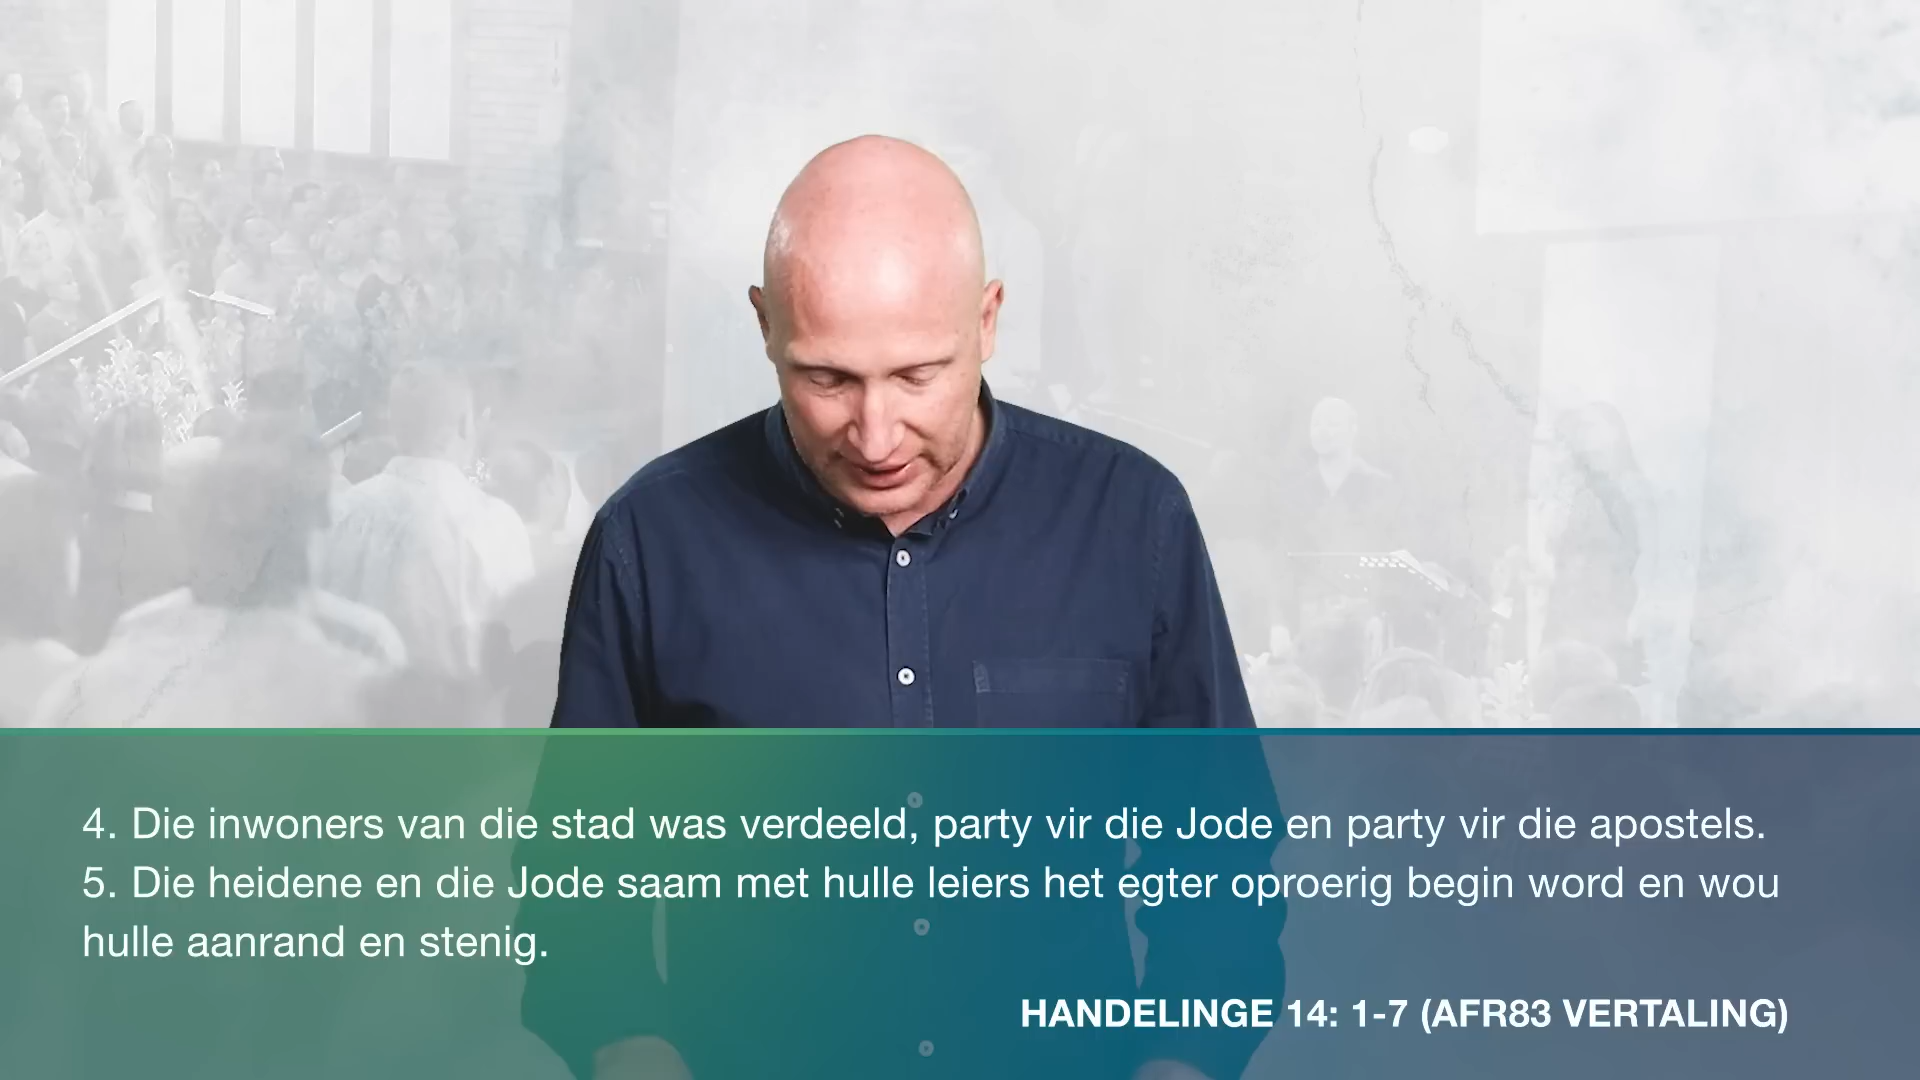 4. Die inwoners van die stad was verdeeld, party vir die Jode en party vir die apostels.
5. Die heidene en die Jode saam met hulle leiers het egter oproerig begin word en wou
hulle aanrand en stenig.
HANDELINGE 14: 1-7 (AFR83 VERTALING)